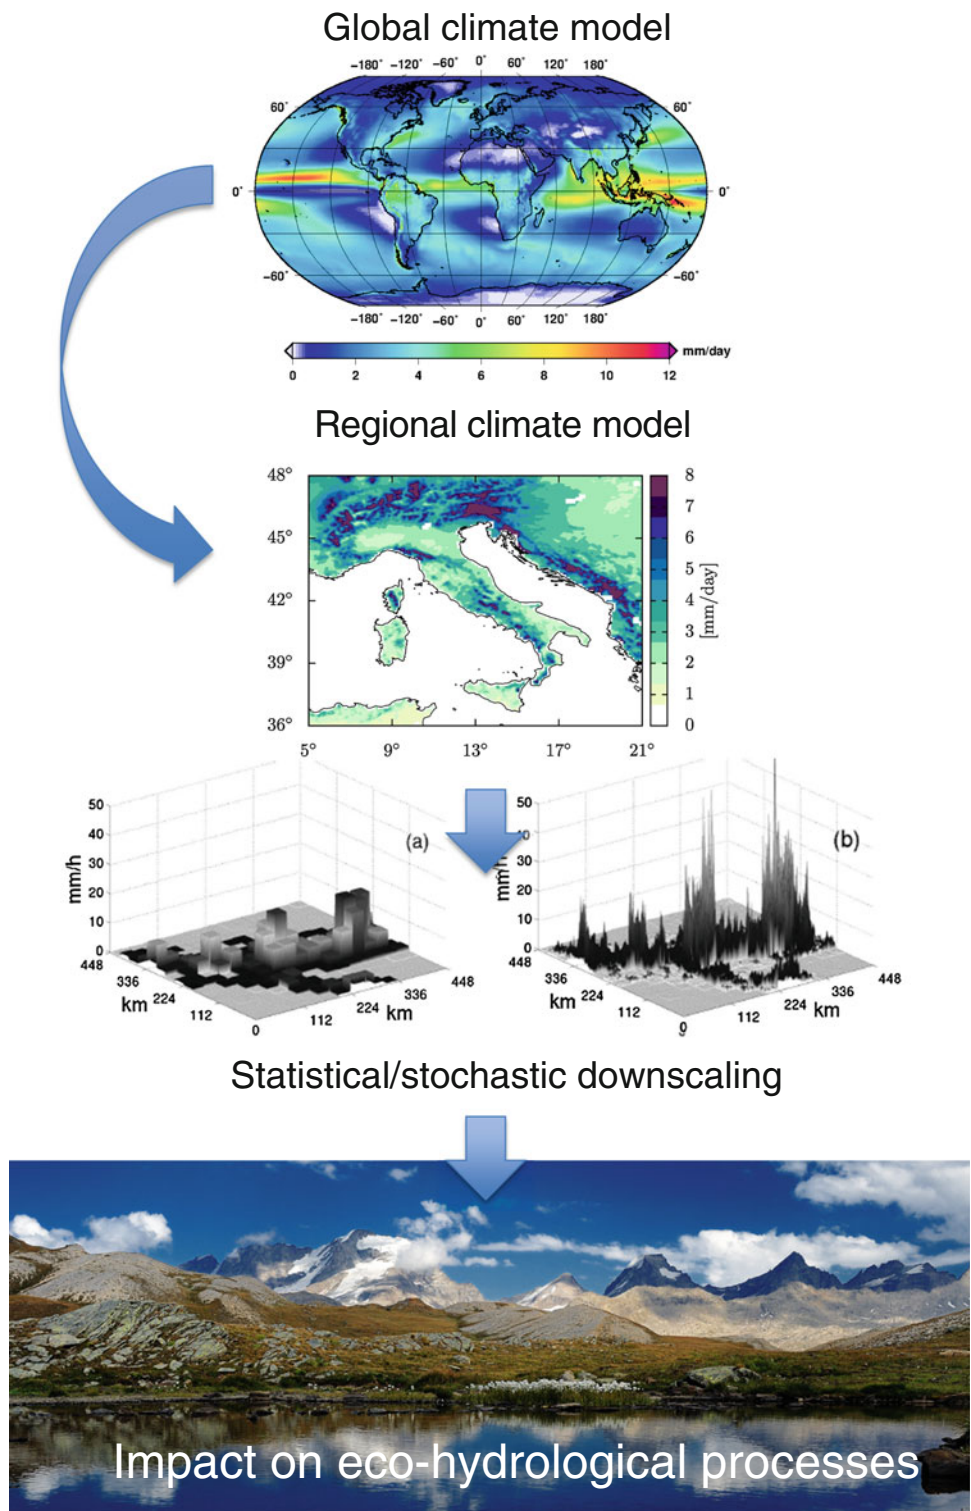 Global climate model
−180° −120° −60° 0° 60° 120° 180°
60° 60°
0° 0°
−60° −60°
−180° −120° −60° 0° 60° 120° 180°
mm/day
0 2 4 6 8 10 12
Regional climate model
48°
45°
42°
39°
36°
5° 9° 13° 17° 21°
8
7
6
5
4
3
2
1
0
[mm/day]
(a)
50
40
30
20
10
0
mm/h
448
336
224
112
0
km
112
224
336
448
km
(b)
50
40
30
20
10
0
mm/h
448
336
224
112
0
km
112
224
336
448
km
Statistical/stochastic downscaling
Impact on eco-hydrological processes